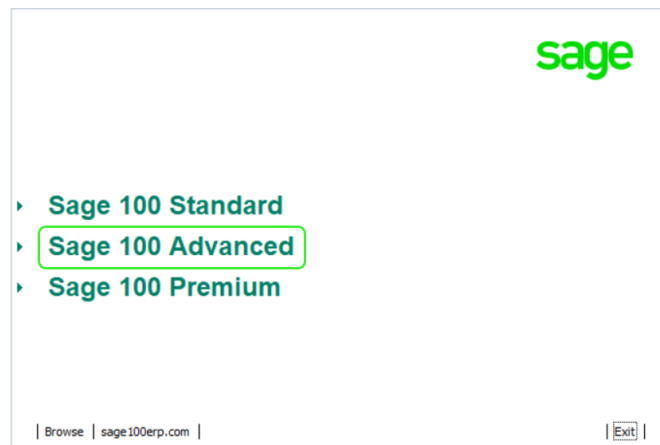 sage
Sage 100 Standard
Sage 100 Advanced
Sage 100 Premium
| Browse | sage100erp.com | | Exit |